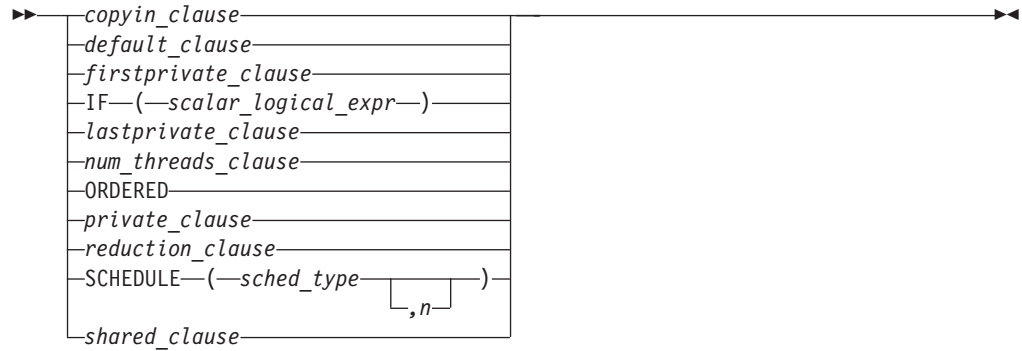 copyin_clause
default_clause
firstprivate_clause
IF ( scalar_logical_expr )
lastprivate_clause
num_threads_clause
ORDERED
private_clause
reduction_clause
SCHEDULE ( sched_type )
,n
shared_clause